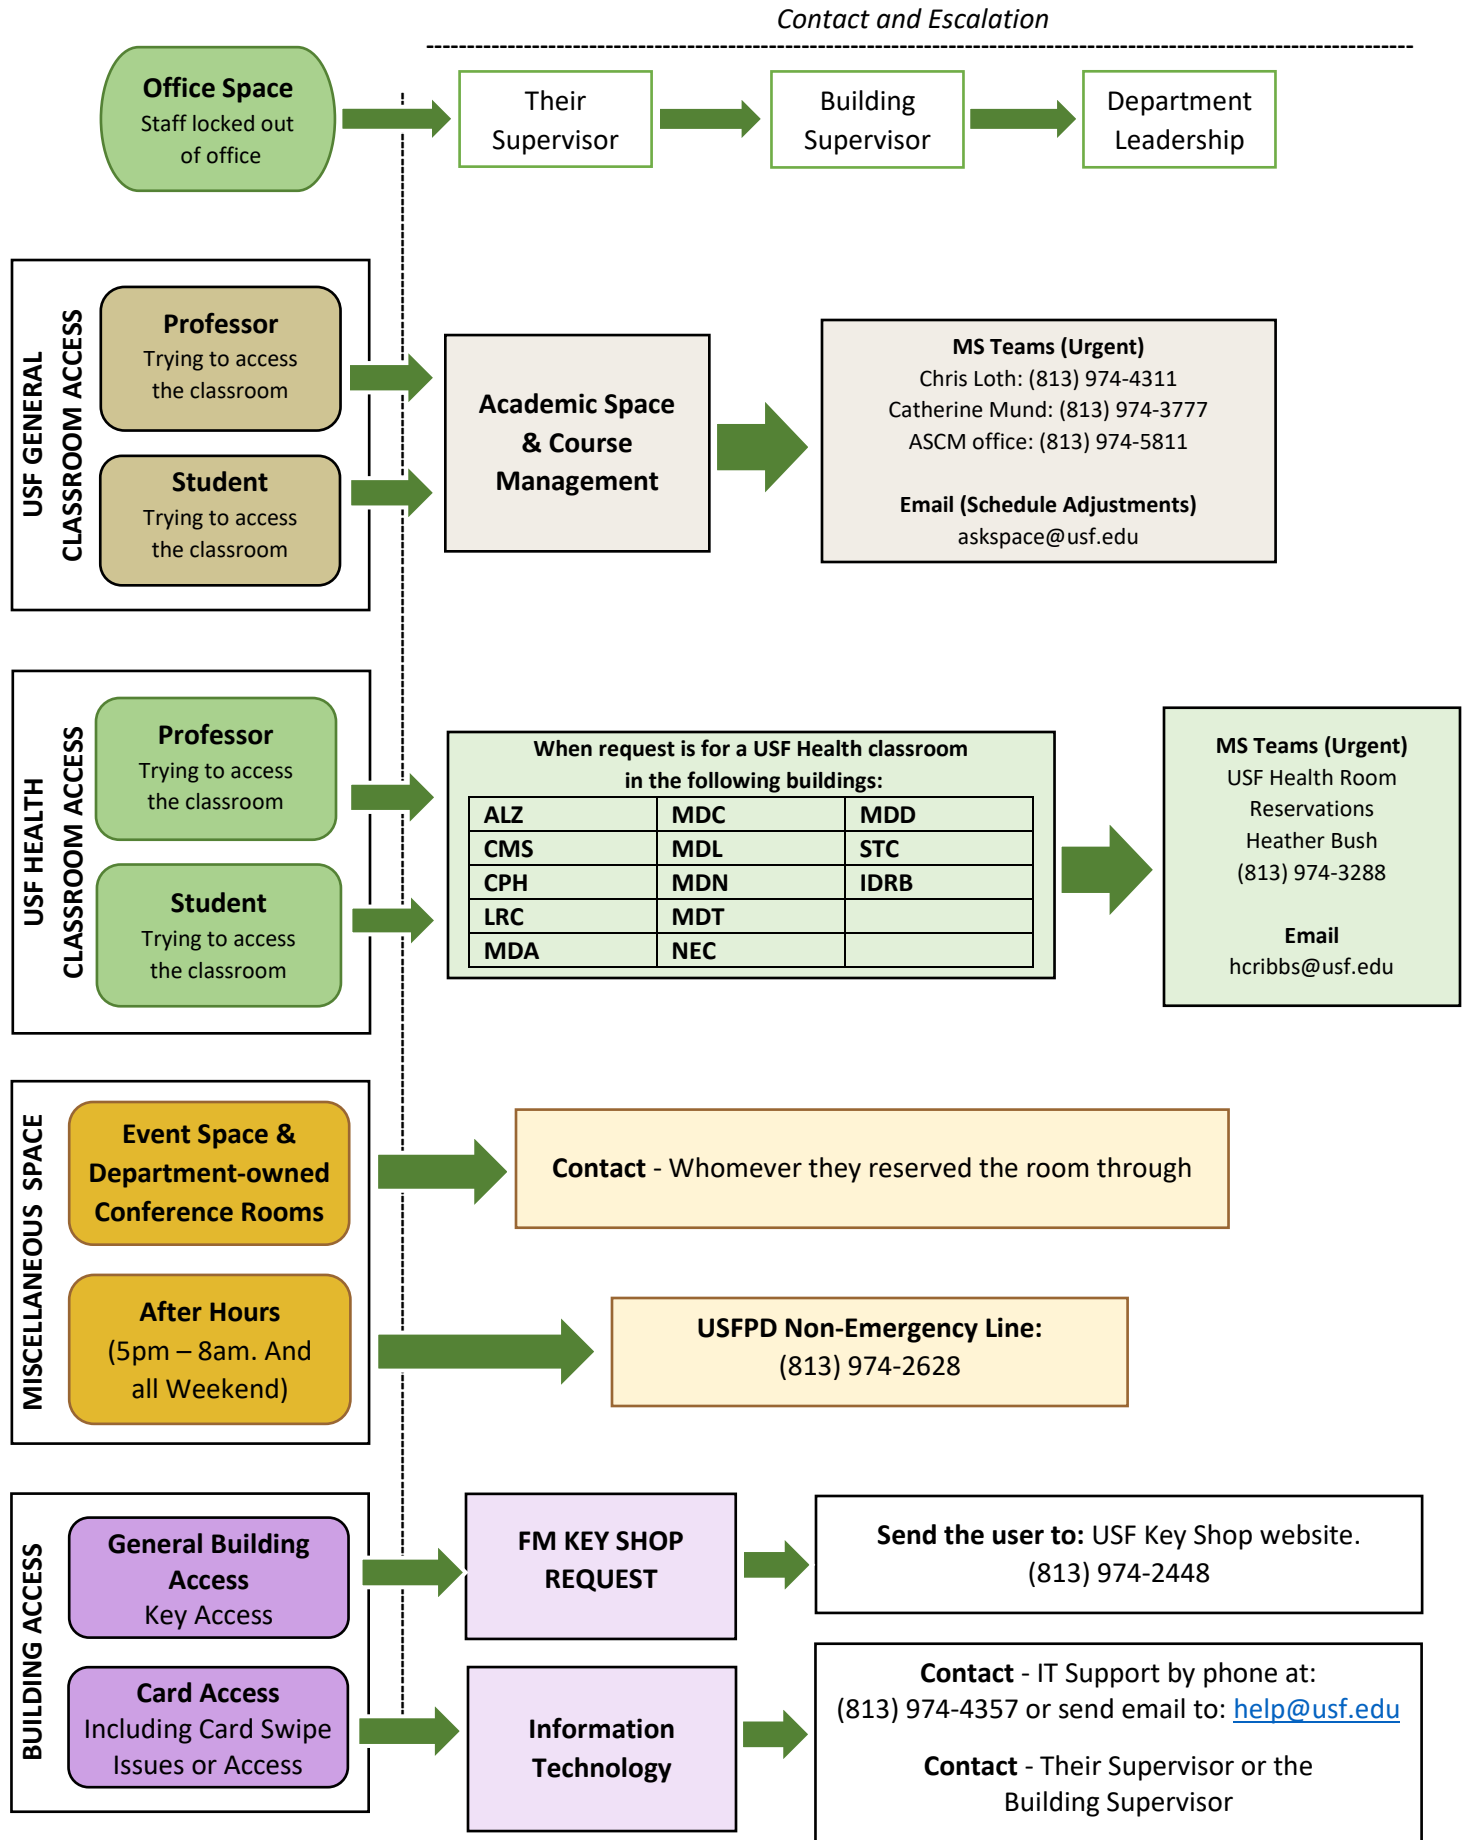 Contact and Escalation
Office Space
Staff locked out
of office
Their
Supervisor
Building
Supervisor
Department
Leadership
USF GENERAL
CLASSROOM ACCESS
Professor
Trying to access
the classroom
Student
Trying to access
the classroom
Academic Space
& Course
Management
MS Teams (Urgent)
Chris Loth: (813) 974-4311
Catherine Mund: (813) 974-3777
ASCM office: (813) 974-5811
Email (Schedule Adjustments)
askspace@usf.edu
USF HEALTH
CLASSROOM ACCESS
Professor
Trying to access
the classroom
Student
Trying to access
the classroom
When request is for a USF Health classroom
in the following buildings:
ALZ MDC MDD
CMS MDL STC
CPH MDN IDRB
LRC MDT
MDA NEC
MS Teams (Urgent)
USF Health Room
Reservations
Heather Bush
(813) 974-3288
Email
hcribbs@usf.edu
MISCELLANEOUS SPACE
Event Space &
Department-owned
Conference Rooms
Contact - Whomever they reserved the room through
After Hours
(5pm – 8am. And
all Weekend)
USFPD Non-Emergency Line:
(813) 974-2628
BUILDING ACCESS
General Building
Access
Key Access
FM KEY SHOP
REQUEST
Send the user to: USF Key Shop website.
(813) 974-2448
Card Access
Including Card Swipe
Issues or Access
Information
Technology
Contact - IT Support by phone at:
(813) 974-4357 or send email to: help@usf.edu
Contact - Their Supervisor or the
Building Supervisor